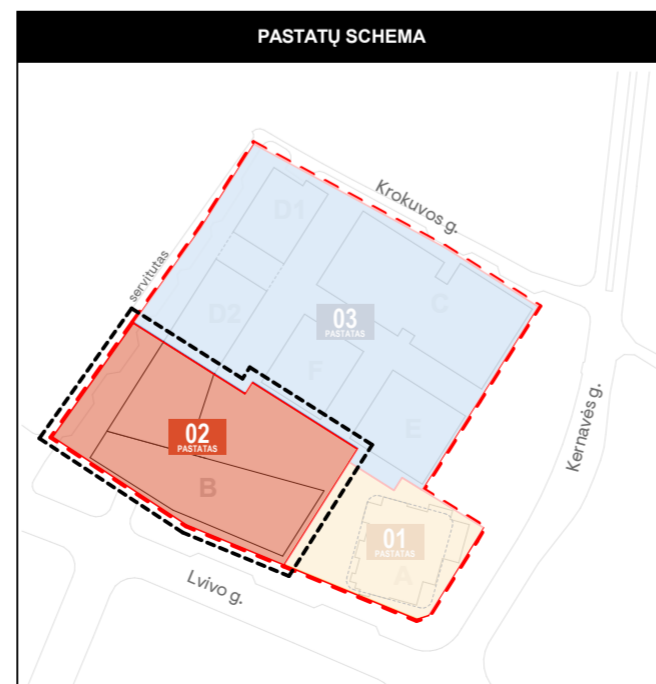 PASTATŲ SCHEMA
Krokuvos g.
D1
servitutas
C
D2
03
PASTATAS
F
Kernavės g.
E
02
PASTATAS
B
01
PASTATAS
A
Lvivo g.